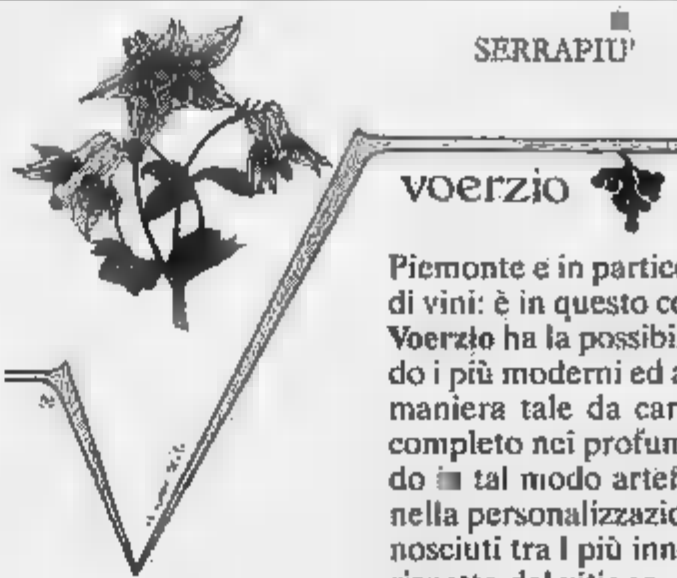 SERRAPIU'
voerzio
Piemonte e in partico
di vini: è in questo co
Voerzio ha la possibi
do i più moderni ed a
maniera tale da car
completo nei profum
do in tal modo artef
nella personalizzazio
nosciuti tra I più inn